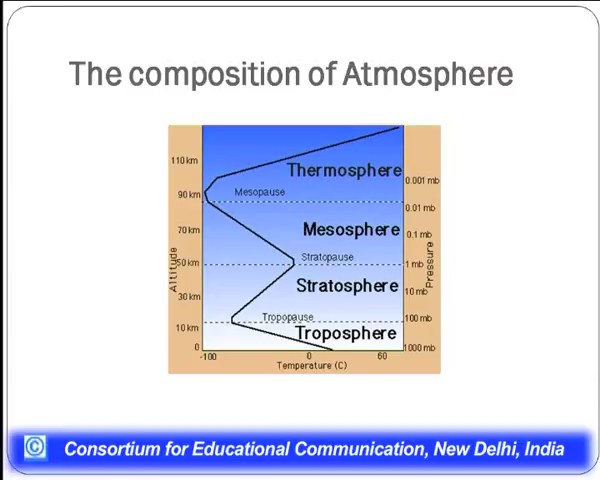 The composition of Atmosphere
110 km
Thermosphere
0.001 mb
90 km
Mesopause
0.01 mb
70 km
Mesosphere
0.1 mb
Altitude
Stratopause
50 km
1 mb
Pressure
Stratosphere
30 km
10 mb
Tropopause
100 mb
10 km
Troposphere
0
1000 mb
-100
0
60
Temperature (C)
© Consortium for Educational Communication, New Delhi, India